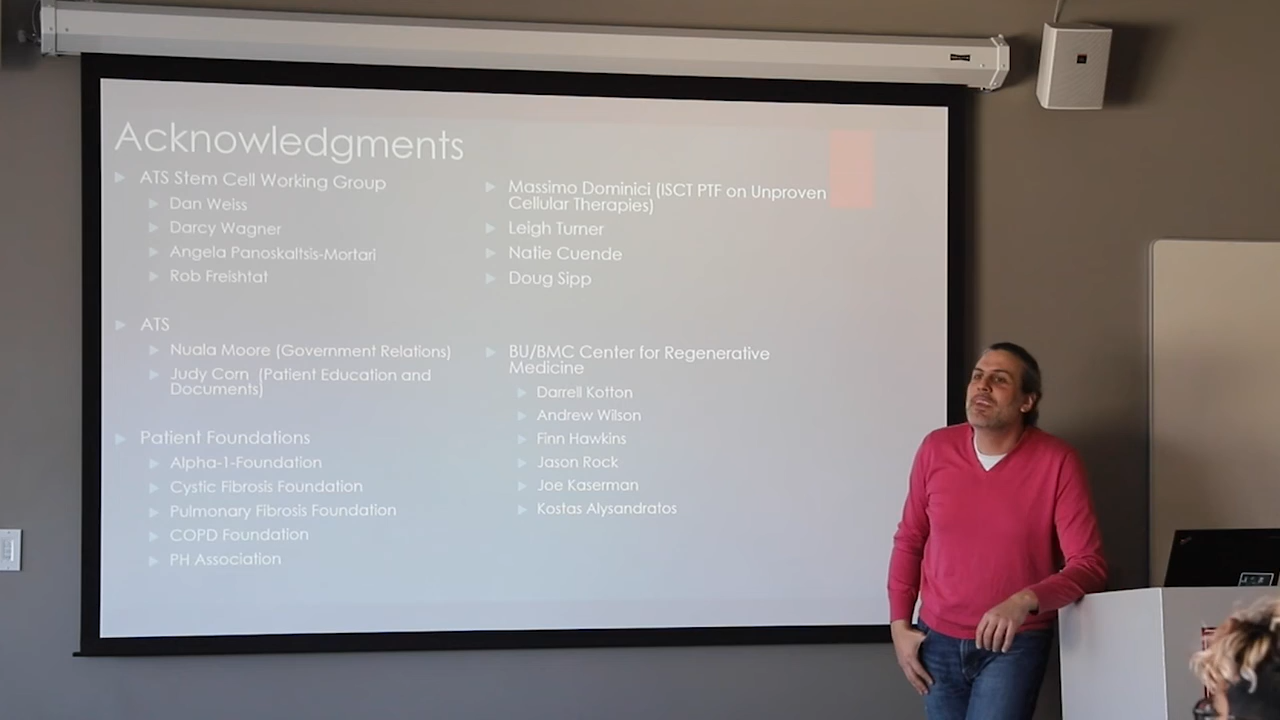 Acknowledgments
ATS Stem Cell Working Group
Dan Weiss
Darcy Wagner
Angela Panoskaltsis-Mortari
Rob Freishtat
ATS
Nuala Moore (Government Relations)
Judy Corn (Patient Education and
Documents)
Patient Foundations
Alpha-1-Foundation
Cystic Fibrosis Foundation
Pulmonary Fibrosis Foundation
COPD Foundation
PH Association
Massimo Dominici (ISCT PTF on Unproven
Cellular Therapies)
Leigh Turner
Natie Cuende
Doug Sipp
BU/BMC Center for Regenerative
Medicine
Darrell Kotton
Andrew Wilson
Finn Hawkins
Jason Rock
Joe Kaserman
Kostas Alysandratos